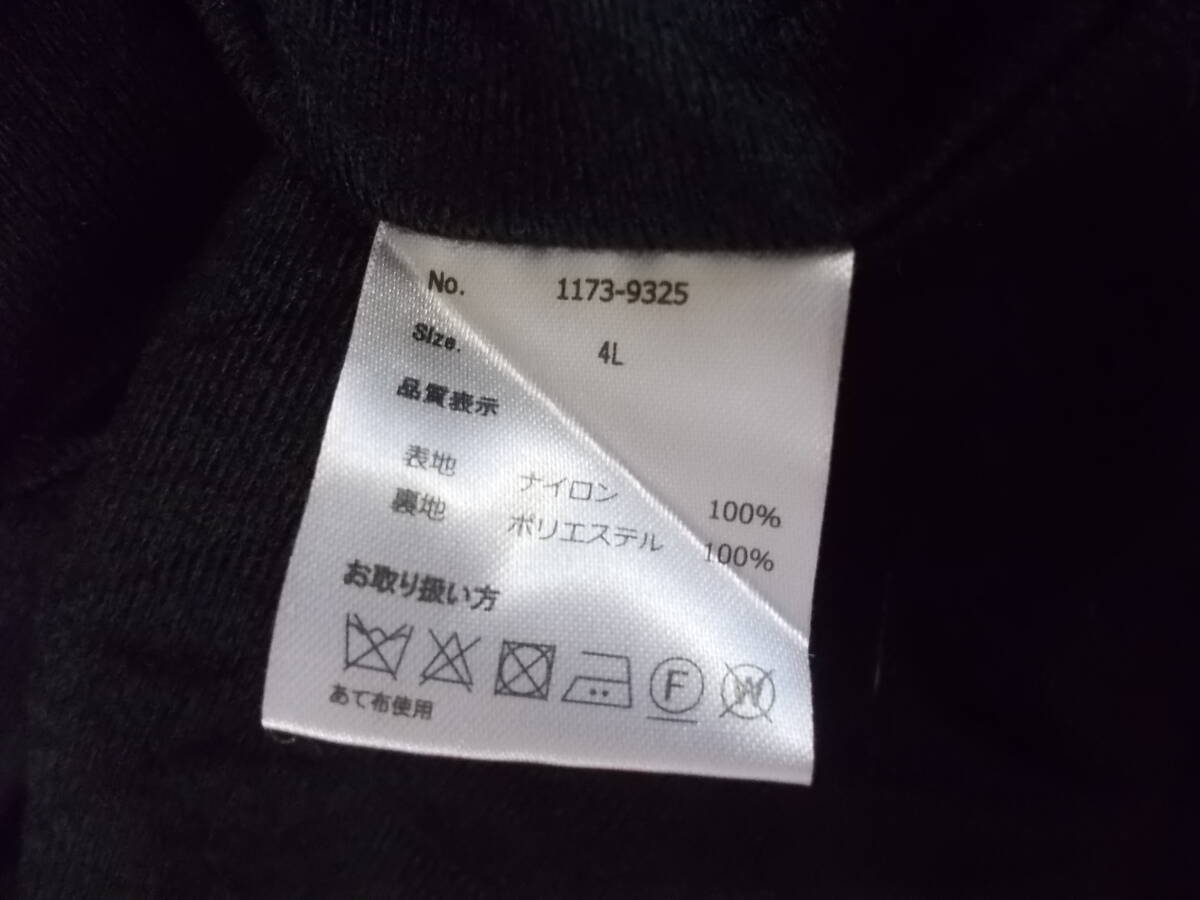 No. 1173-9325
Size. 4L
品質表示
表地 ナイロン 100%
裏地 ポリエステル 100%
お取り扱い方
F W
あて布使用